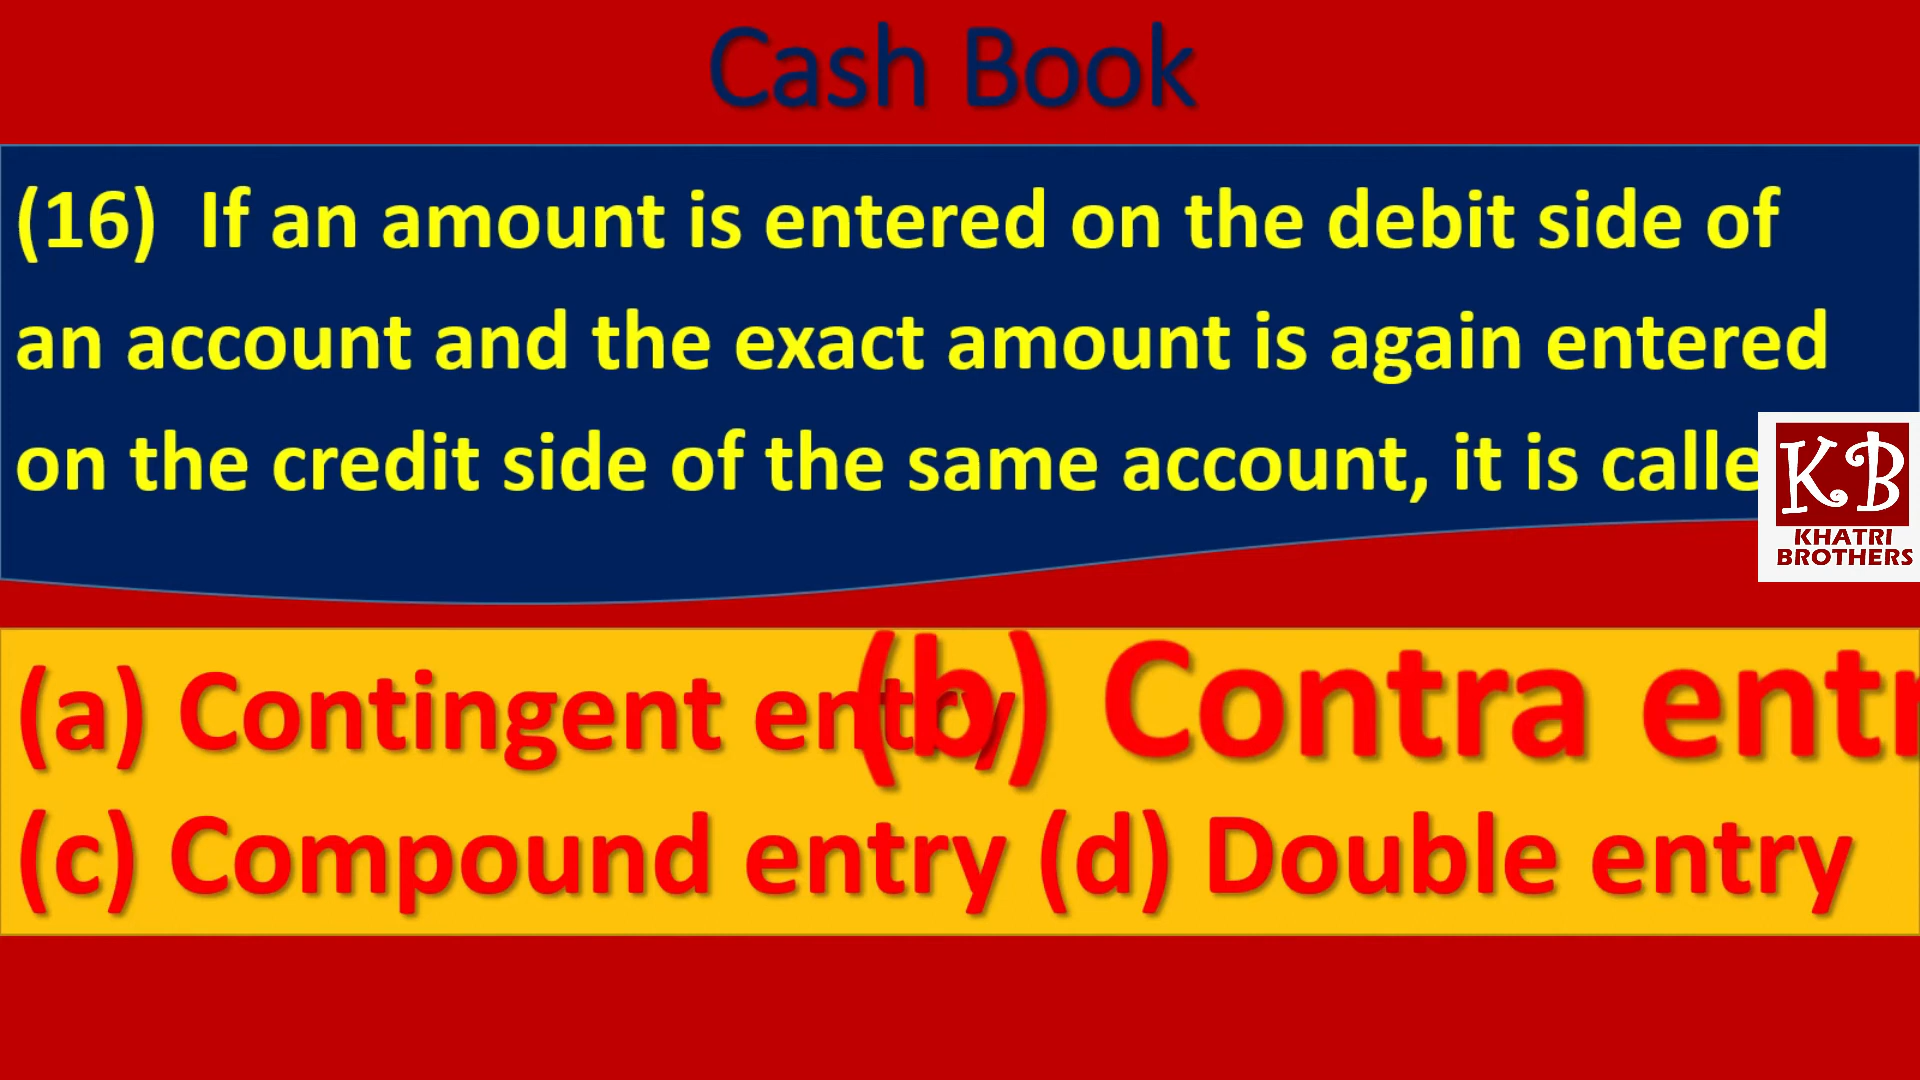 Cash Book
(16) If an amount is entered on the debit side of
an account and the exact amount is again entered
on the credit side of the same account, it is calle
KB
KHATRI
BROTHERS
(a) Contingent entry (b) Contra entr
(c) Compound entry (d) Double entry